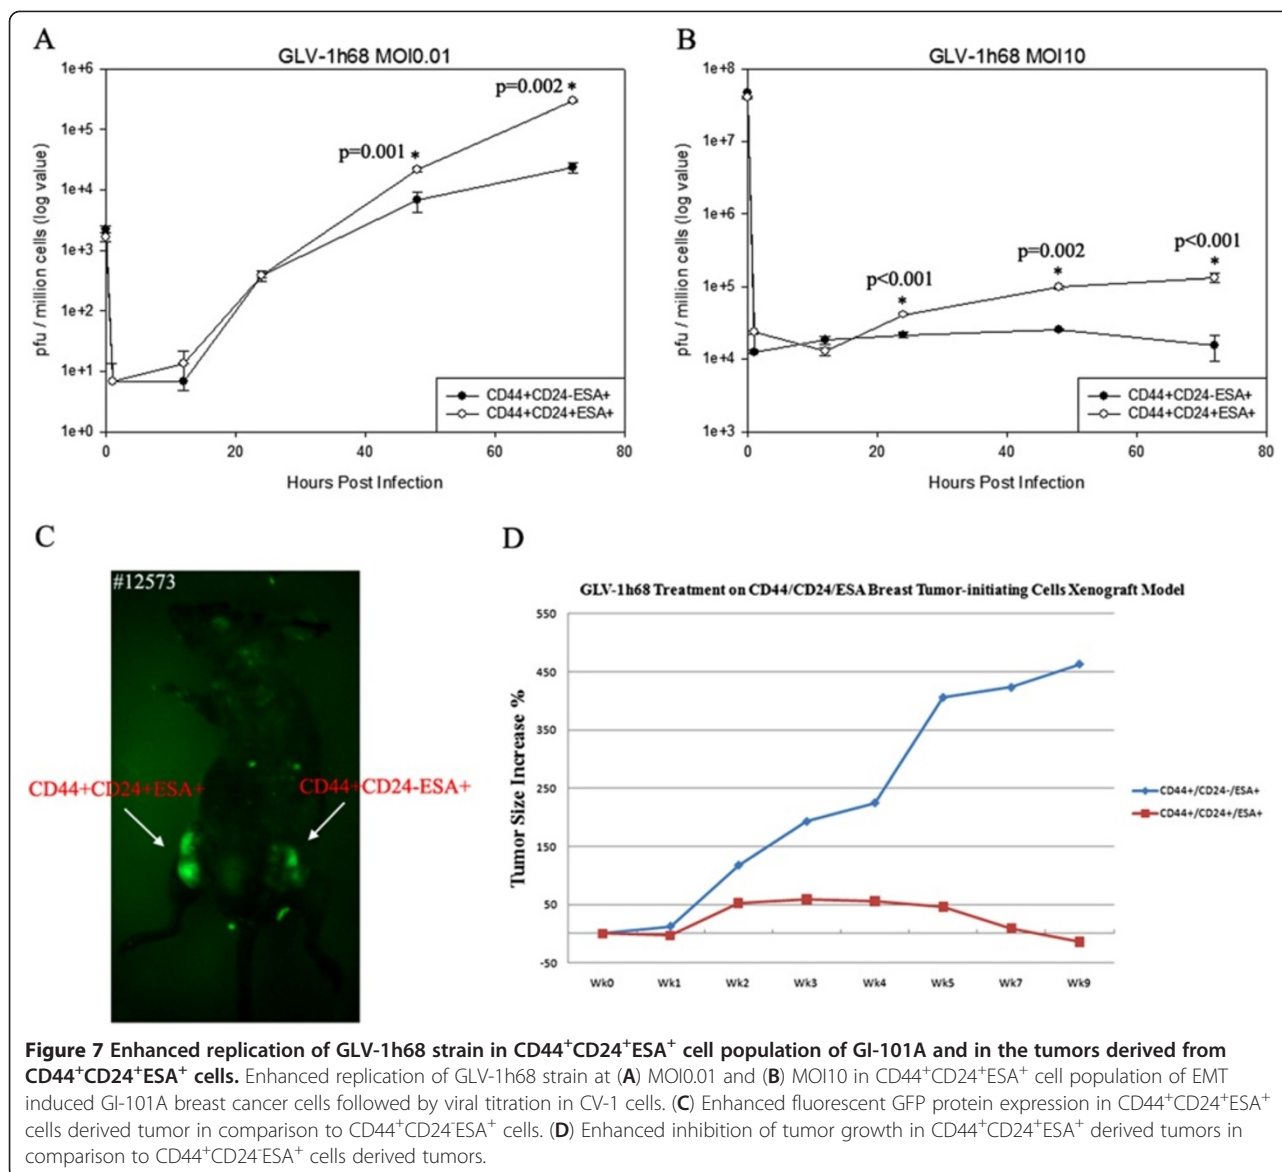 A
GLV-1h68 MOI0.01
1e+6
1e+5
1e+4
1e+3
1e+2
1e+1
1e+0
pfu / million cells (log value)
p=0.001 *
p=0.002 *
CD44+CD24-ESA+
CD44+CD24+ESA+
0 20 40 60 80
Hours Post Infection
B
GLV-1h68 MOI10
1e+8
1e+7
1e+6
1e+5
1e+4
1e+3
pfu / million cells (log value)
p<0.001
*
p=0.002
*
p<0.001
*
CD44+CD24-ESA+
CD44+CD24+ESA+
0 20 40 60 80
Hours Post Infection
C
#12573
CD44+CD24+ESA+
CD44+CD24-ESA+
D
GLV-1h68 Treatment on CD44/CD24/ESA Breast Tumor-initiating Cells Xenograft Model
550
450
350
250
150
50
-50
Tumor Size Increase %
Wk0 Wk1 Wk2 Wk3 Wk4 Wk5 Wk7 Wk9
CD44+/CD24-/ESA+
CD44+/CD24+/ESA+
Figure 7 Enhanced replication of GLV-1h68 strain in CD44⁺CD24⁺ESA⁺ cell population of GI-101A and in the tumors derived from
CD44⁺CD24⁺ESA⁺ cells. Enhanced replication of GLV-1h68 strain at (A) MOI0.01 and (B) MOI10 in CD44⁺CD24⁺ESA⁺ cell population of EMT
induced GI-101A breast cancer cells followed by viral titration in CV-1 cells. (C) Enhanced fluorescent GFP protein expression in CD44⁺CD24⁺ESA⁺
cells derived tumor in comparison to CD44⁺CD24⁻ESA⁺ cells. (D) Enhanced inhibition of tumor growth in CD44⁺CD24⁺ESA⁺ derived tumors in
comparison to CD44⁺CD24⁻ESA⁺ cells derived tumors.